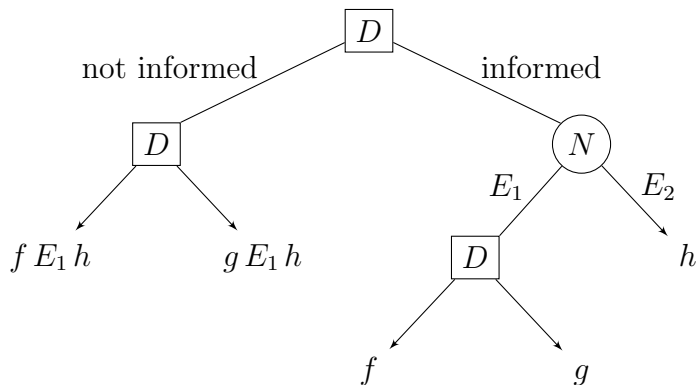 D
not informed informed
D N
E₁ E₂
f E₁ h g E₁ h D h
f g